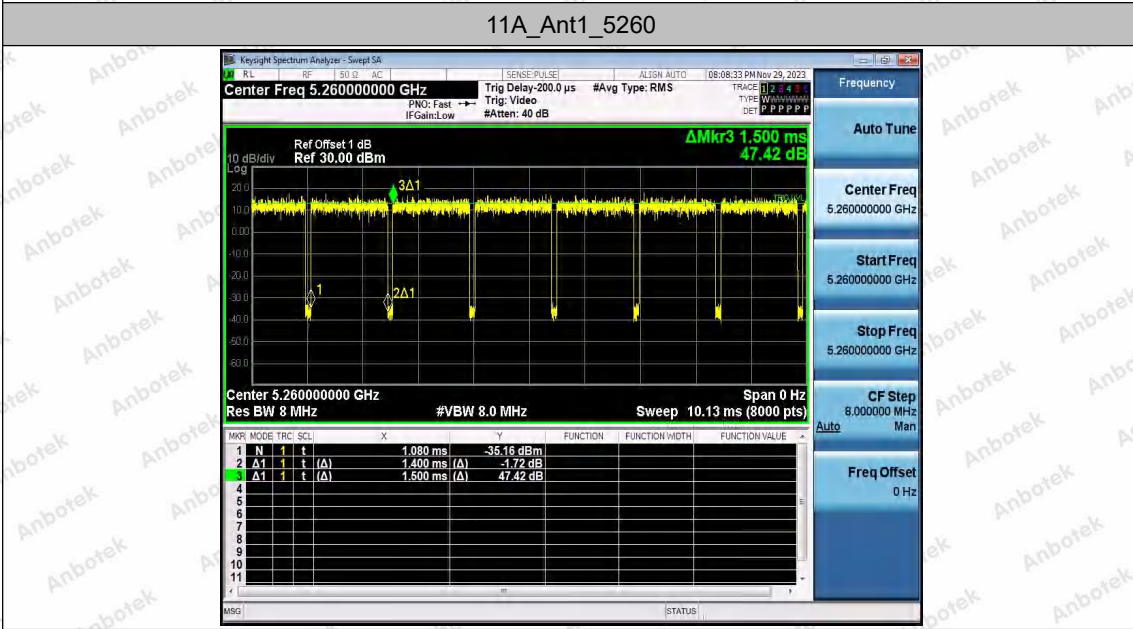 11A_Ant1_5260
Keysight Spectrum Analyzer - Swept SA
RL RF 50 Ω AC SENSE:PULSE ALIGN AUTO 08:08:33 PM Nov 29, 2023
Center Freq 5.260000000 GHz
PNO: Fast
IFGain:Low
Trig Delay-200.0 µs
Trig: Video
#Atten: 40 dB
#Avg Type: RMS
TRACE 1 2 3 4 5 6
TYPE
DET P P P P P P
Frequency
Auto Tune
Center Freq
5.260000000 GHz
Start Freq
5.260000000 GHz
Stop Freq
5.260000000 GHz
CF Step
8.000000 MHz
Auto Man
Freq Offset
0 Hz
ΔMkr3 1.500 ms
47.42 dB
Ref Offset 1 dB
10 dB/div Ref 30.00 dBm
Log
20.0
10.0
0.00
-10.0
-20.0
-30.0
-40.0
-50.0
-60.0
3Δ1
1
2Δ1
Center 5.260000000 GHz Span 0 Hz
Res BW 8 MHz #VBW 8.0 MHz Sweep 10.13 ms (8000 pts)
MKR MODE TRC SCL X Y FUNCTION FUNCTION WIDTH FUNCTION VALUE
1 N 1 t 1.080 ms -35.16 dBm
2 Δ1 1 t (Δ) 1.400 ms (Δ) -1.72 dB
3 Δ1 1 t (Δ) 1.500 ms (Δ) 47.42 dB
4
5
6
7
8
9
10
11
MSG STATUS
Anbotek